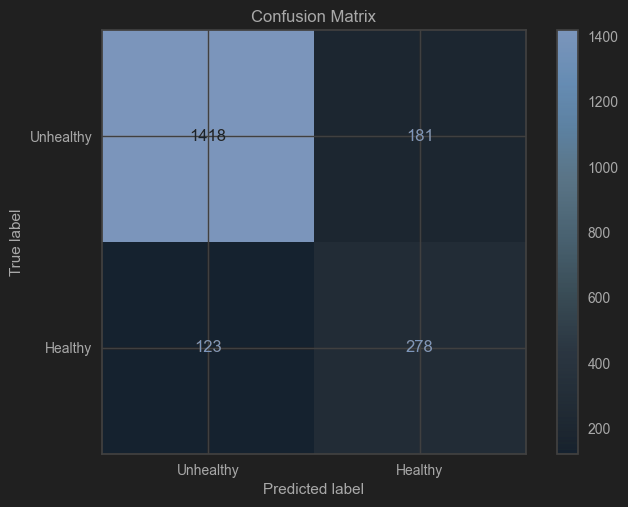 Confusion Matrix
True label
Unhealthy
1418
181
Healthy
123
278
Unhealthy
Healthy
Predicted label
1400
1200
1000
800
600
400
200